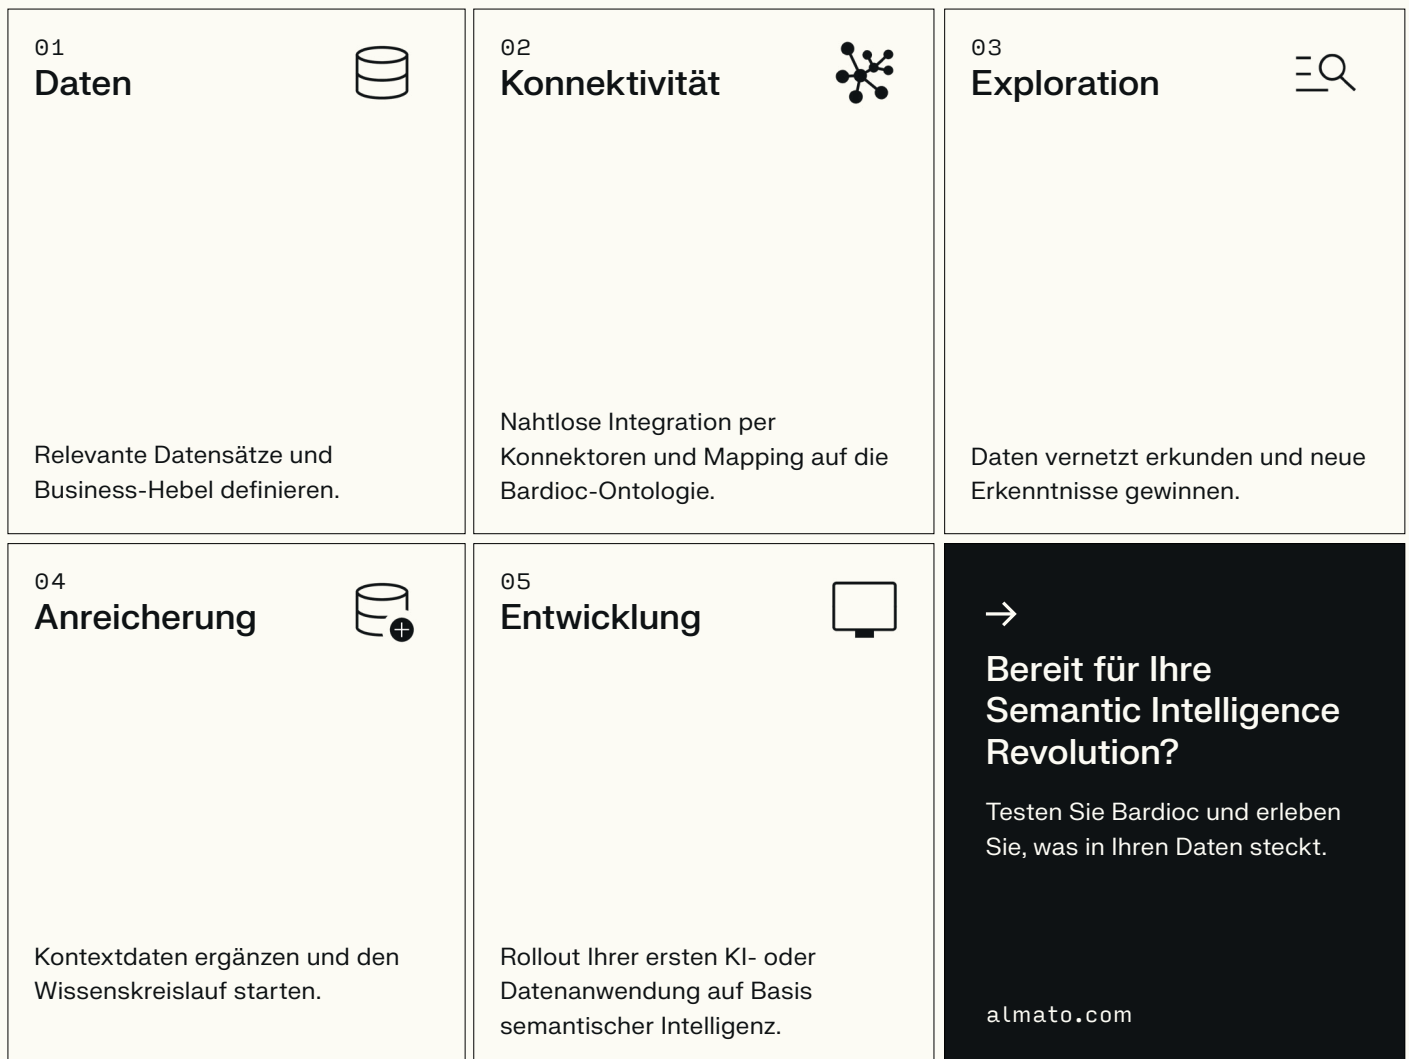 01
Daten
Relevante Datensätze und
Business-Hebel definieren.
02
Konnektivität
Nahtlose Integration per
Konnektoren und Mapping auf die
Bardioc-Ontologie.
03
Exploration
Daten vernetzt erkunden und neue
Erkenntnisse gewinnen.
04
Anreicherung
Kontextdaten ergänzen und den
Wissenskreislauf starten.
05
Entwicklung
Rollout Ihrer ersten KI- oder
Datenanwendung auf Basis
semantischer Intelligenz.
Bereit für Ihre
Semantic Intelligence
Revolution?
Testen Sie Bardioc und erleben
Sie, was in Ihren Daten steckt.
almato.com